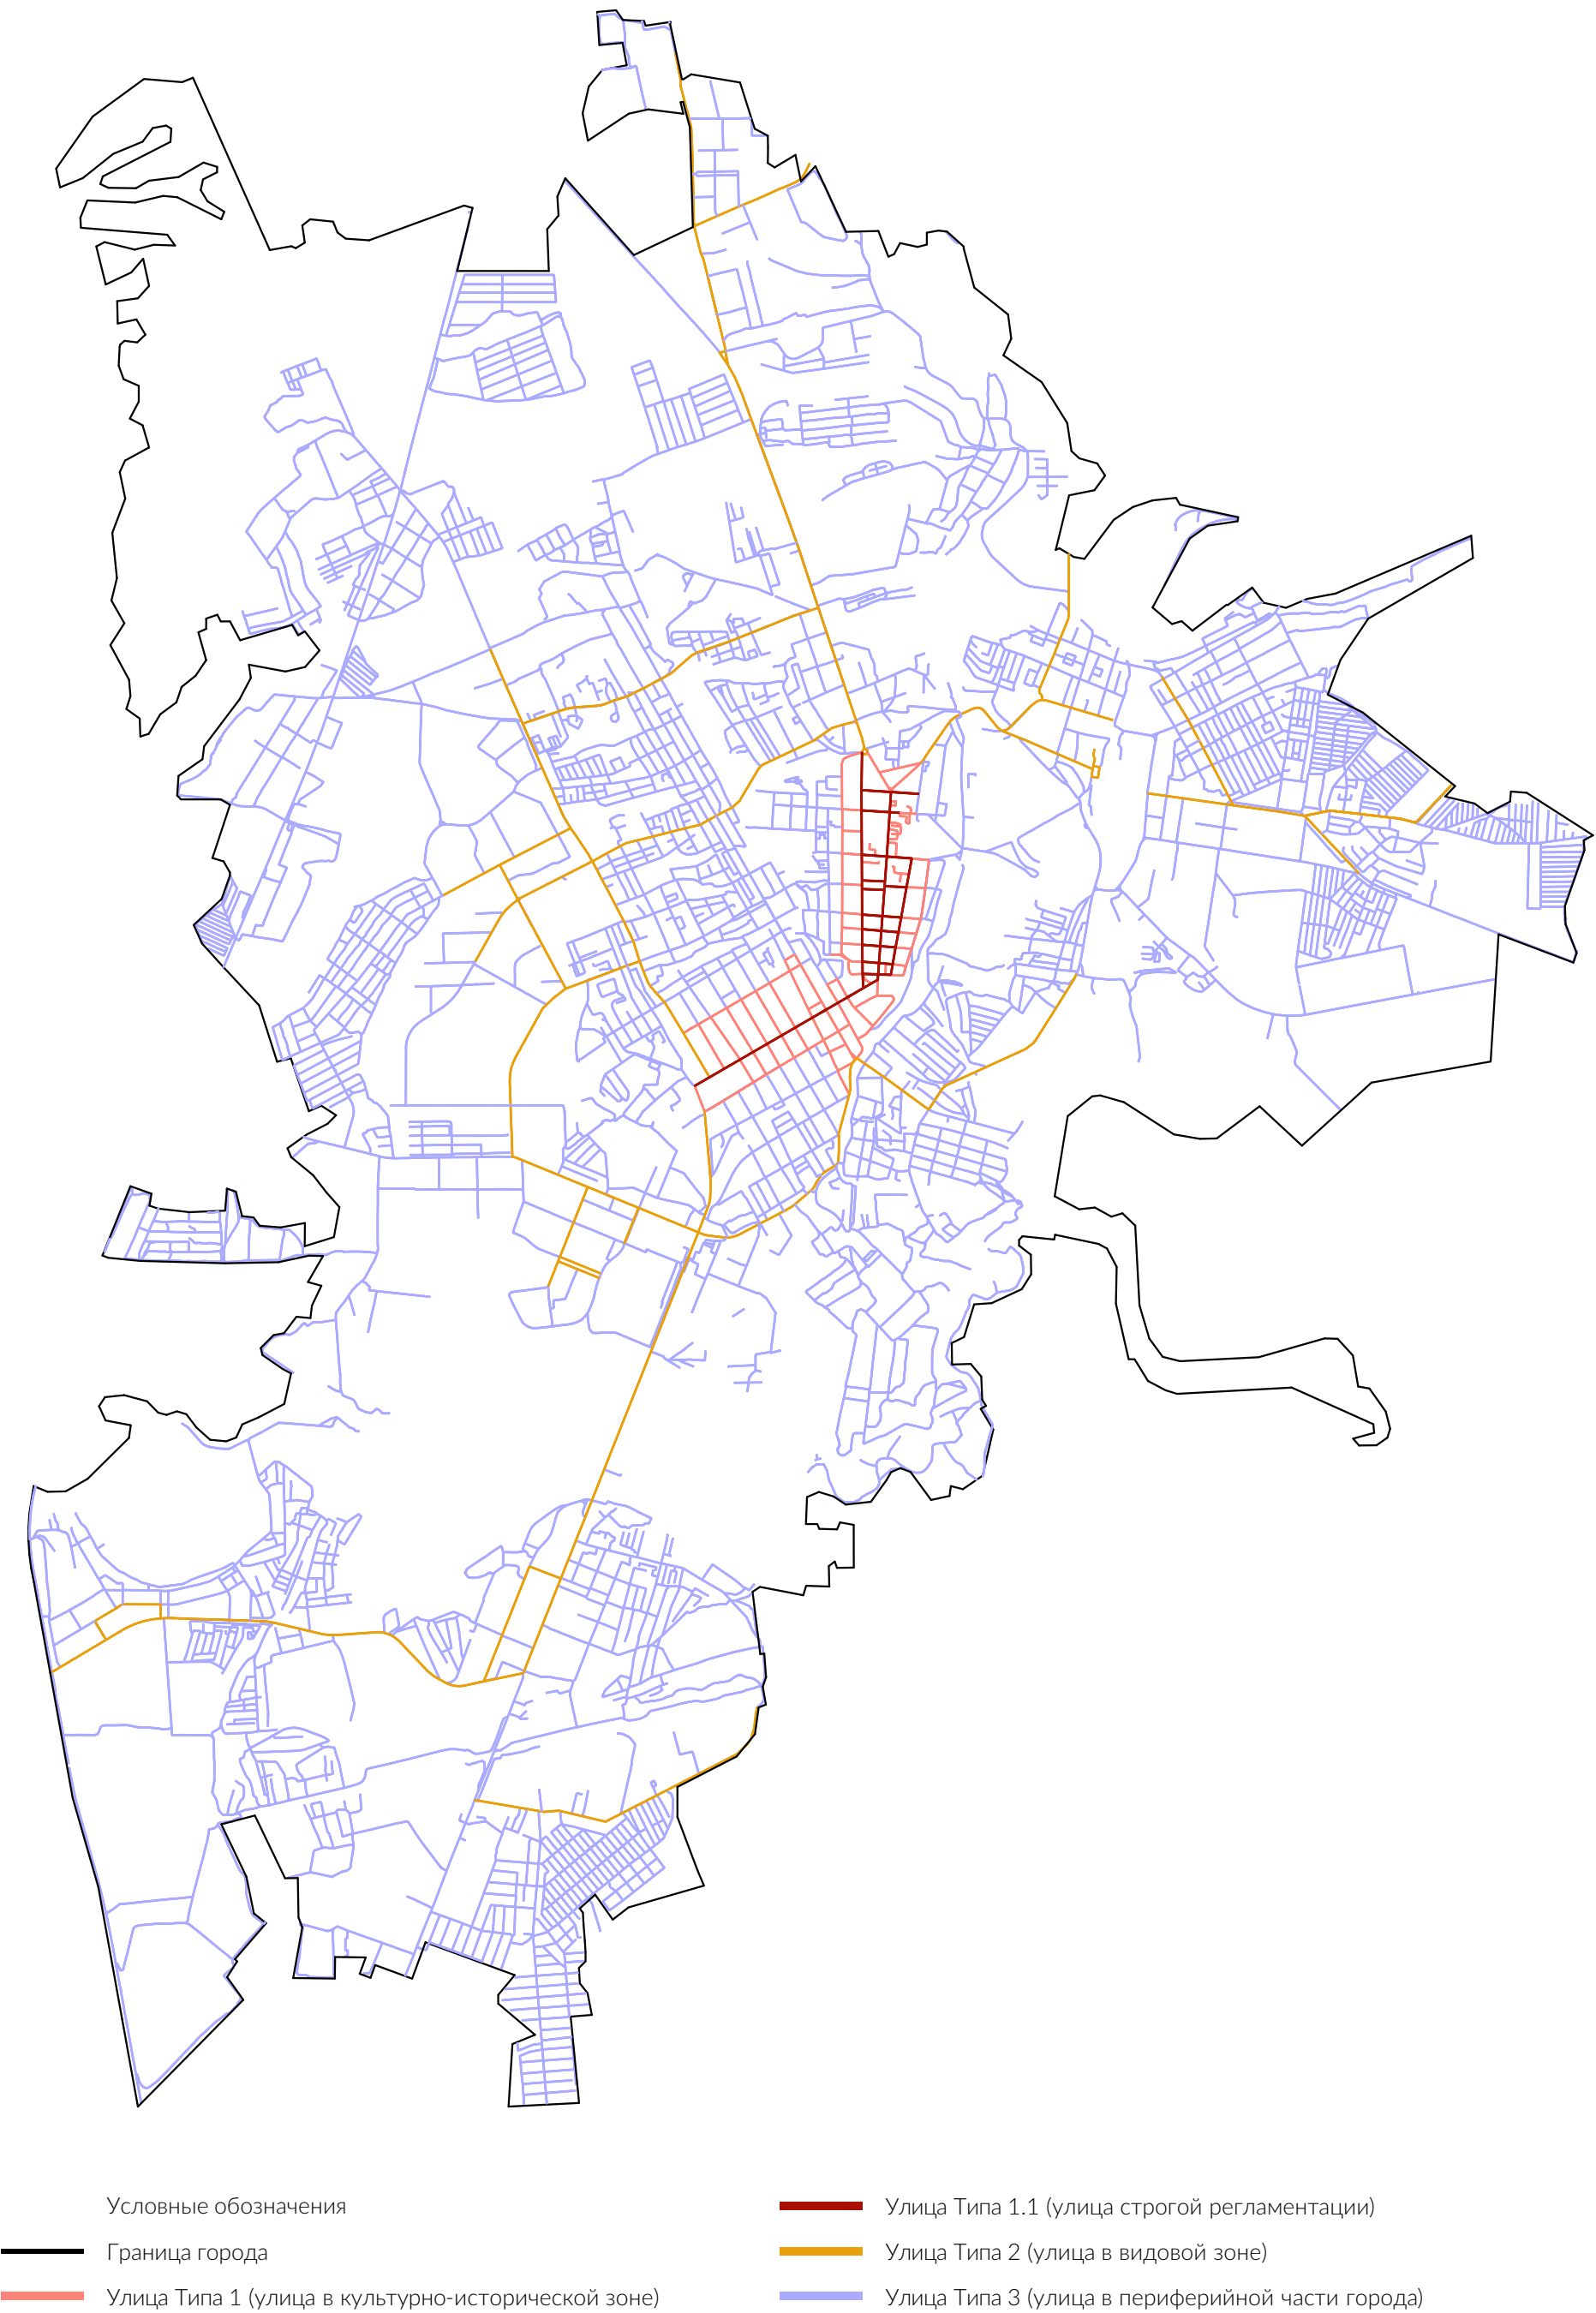 Условные обозначения
Граница города
Улица Типа 1 (улица в культурно-исторической зоне)
Улица Типа 1.1 (улица строгой регламентации)
Улица Типа 2 (улица в видовой зоне)
Улица Типа 3 (улица в периферийной части города)